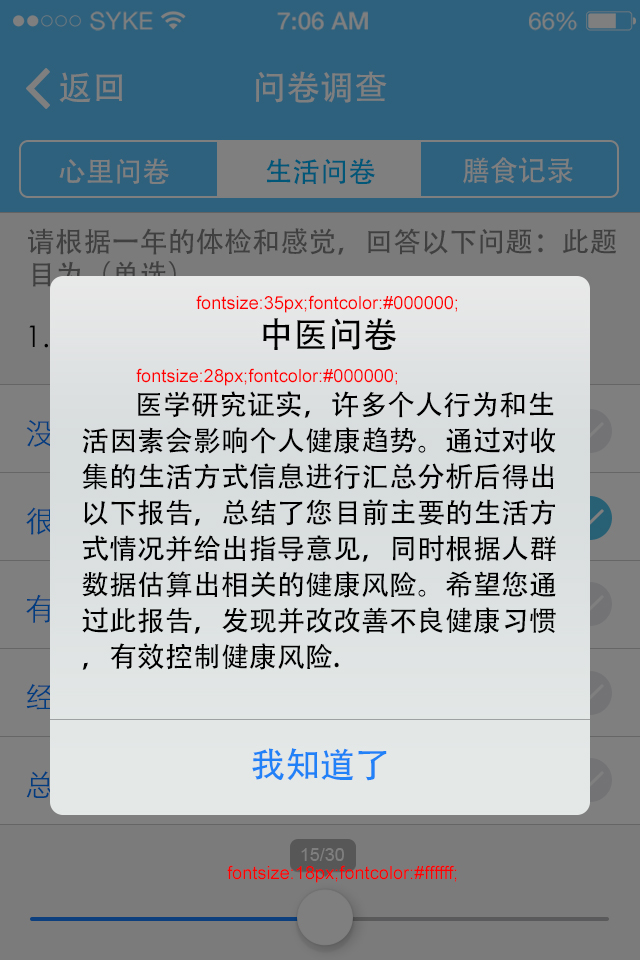 SYKE 7:06 AM 66%
返回 问卷调查
心里问卷 生活问卷 膳食记录
请根据一年的体检和感觉，回答以下问题：此题
目为（单选）
fontsize:35px;fontcolor:#000000;
1.
中医问卷
fontsize:28px;fontcolor:#000000;
医学研究证实，许多个人行为和生
没
活因素会影响个人健康趋势。通过对收
集的生活方式信息进行汇总分析后得出
很
以下报告，总结了您目前主要的生活方
式情况并给出指导意见，同时根据人群
数据估算出相关的健康风险。希望您通
有
过此报告，发现并改改善不良健康习惯
，有效控制健康风险.
经
我知道了
总
15/30
fontsize:18px;fontcolor:#ffffff;